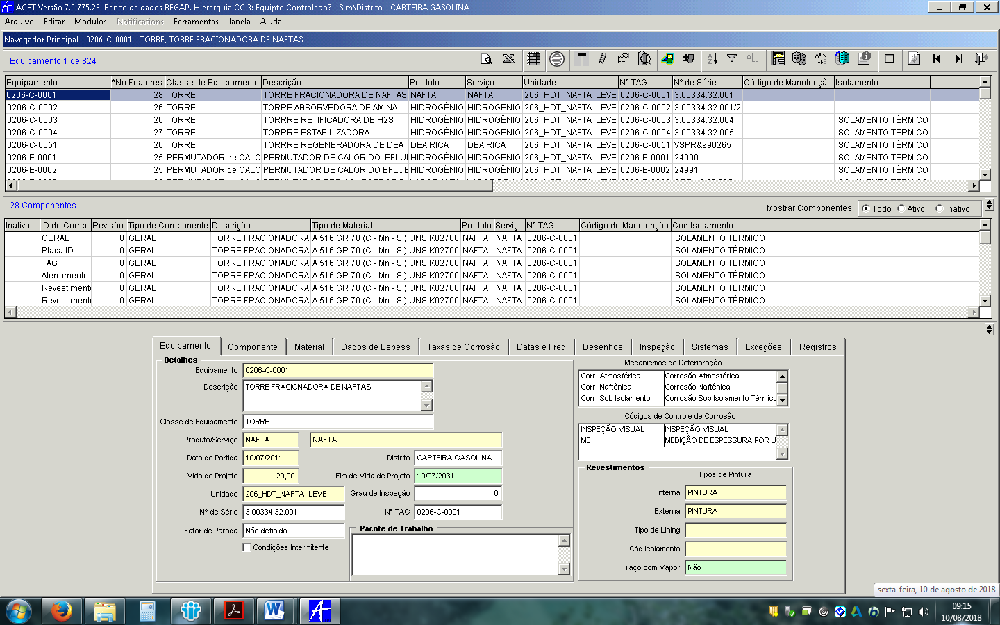 ACET Versão 7.0.775.28. Banco de dados REGAP. Hierarquia:CC 3: Equipto Controlado? - Sim\Distrito - CARTEIRA GASOLINA
Arquivo Editar Módulos Notifications Ferramentas Janela Ajuda
Navegador Principal - 0206-C-0001 - TORRE, TORRE FRACIONADORA DE NAFTAS
Equipamento 1 de 824
ALL
Equipamento *No.Features Classe de Equipamento Descrição Produto Serviço Unidade N° TAG Nº de Série Código de Manutenção Isolamento
0206-C-0001 28 TORRE TORRE FRACIONADORA DE NAFTAS NAFTA NAFTA 206_HDT_NAFTA LEVE 0206-C-0001 3.00334.32.001
0206-C-0002 26 TORRE TORRE ABSORVEDORA DE AMINA HIDROGÊNIO HIDROGÊNIO 206_HDT_NAFTA LEVE 0206-C-0002 3.00334.32.001/2
0206-C-0003 26 TORRE TORRRE RETIFICADORA DE H2S HIDROGÊNIO HIDROGÊNIO 206_HDT_NAFTA LEVE 0206-C-0003 3.00334.32.004 ISOLAMENTO TÉRMICO
0206-C-0004 27 TORRE TORRRE ESTABILIZADORA HIDROGÊNIO HIDROGÊNIO 206_HDT_NAFTA LEVE 0206-C-0004 3.00334.32.005 ISOLAMENTO TÉRMICO
0206-C-0051 26 TORRE TORRRE REGENERADORA DE DEA DEA RICA DEA RICA 206_HDT_NAFTA LEVE 0206-C-0051 VSPR&990265 ISOLAMENTO TÉRMICO
0206-E-0001 25 PERMUTADOR de CALO PERMUTADOR DE CALOR DO EFLUE HIDROGÊNIO HIDROGÊNIO 206_HDT_NAFTA LEVE 0206-E-0001 24990 ISOLAMENTO TÉRMICO
0206-E-0002 25 PERMUTADOR de CALO PERMUTADOR DE CALOR DO EFLUE HIDROGÊNIO HIDROGÊNIO 206_HDT_NAFTA LEVE 0206-E-0002 24991 ISOLAMENTO TÉRMICO
28 Componentes
Mostrar Componentes: Todo Ativo Inativo
Inativo ID do Comp. Revisão Tipo de Componente Descrição Tipo de Material Produto Serviço N° TAG Código de Manutenção Cód.Isolamento
GERAL 0 GERAL TORRE FRACIONADORA A 516 GR 70 (C - Mn - Si) UNS K02700 NAFTA NAFTA 0206-C-0001 ISOLAMENTO TÉRMICO
Placa ID 0 GERAL TORRE FRACIONADORA A 516 GR 70 (C - Mn - Si) UNS K02700 NAFTA NAFTA 0206-C-0001 ISOLAMENTO TÉRMICO
TAG 0 GERAL TORRE FRACIONADORA A 516 GR 70 (C - Mn - Si) UNS K02700 NAFTA NAFTA 0206-C-0001 ISOLAMENTO TÉRMICO
Aterramento 0 GERAL TORRE FRACIONADORA A 516 GR 70 (C - Mn - Si) UNS K02700 NAFTA NAFTA 0206-C-0001 ISOLAMENTO TÉRMICO
Revestimento 0 GERAL TORRE FRACIONADORA A 516 GR 70 (C - Mn - Si) UNS K02700 NAFTA NAFTA 0206-C-0001 ISOLAMENTO TÉRMICO
Revestimento 0 GERAL TORRE FRACIONADORA A 516 GR 70 (C - Mn - Si) UNS K02700 NAFTA NAFTA 0206-C-0001 ISOLAMENTO TÉRMICO
Equipamento Componente Material Dados de Espess Taxas de Corrosão Datas e Freq Desenhos Inspeção Sistemas Exceções Registros
Detalhes
Equipamento 0206-C-0001
Descrição TORRE FRACIONADORA DE NAFTAS
Classe de Equipamento TORRE
Produto/Serviço NAFTA NAFTA
Data de Partida 10/07/2011 Distrito CARTEIRA GASOLINA
Vida de Projeto 20,00 Fim de Vida de Projeto 10/07/2031
Unidade 206_HDT_NAFTA LEVE Grau de Inspeção 0
Nº de Série 3.00334.32.001 N° TAG 0206-C-0001
Fator de Parada Não definido
Condições Intermitente:
Pacote de Trabalho
Mecanismos de Deterioração
Corr. Atmosférica Corrosão Atmosférica
Corr. Naftênica Corrosão Naftênica
Corr. Sob Isolamento Corrosão Sob Isolamento Térmico
Códigos de Controle de Corrosão
INSPEÇÃO VISUAL INSPEÇÃO VISUAL
ME MEDIÇÃO DE ESPESSURA POR U
Revestimentos
Tipos de Pintura
Interna PINTURA
Externa PINTURA
Tipo de Lining
Cód.Isolamento
Traço com Vapor Não
sexta-feira, 10 de agosto de 2018
09:15
10/08/2018